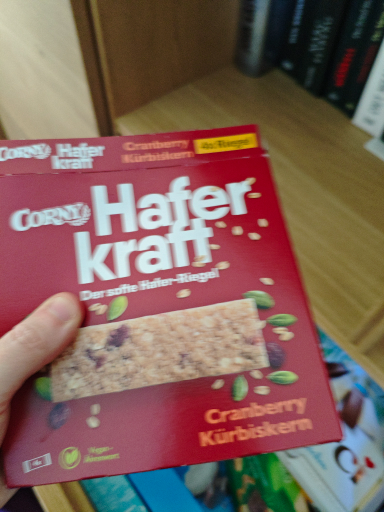 CORNY Hafer kraft
Cranberry
Kürbiskern
4x Riegel
CORNY
Hafer
kraft
Der softe Hafer-Riegel
Cranberry
Kürbiskern